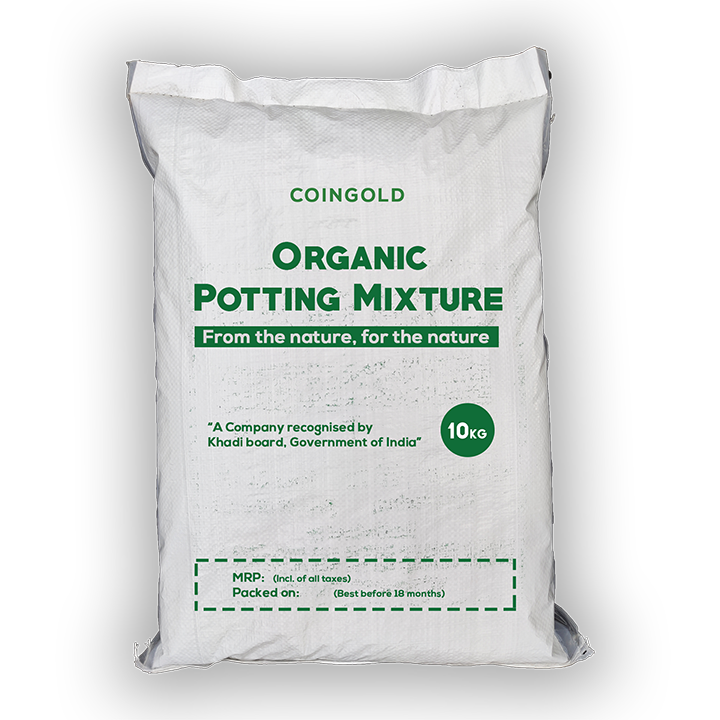 COINGOLD
ORGANIC
POTTING MIXTURE
From the nature, for the nature
"A Company recognised by
Khadi board, Government of India"
10KG
MRP: (Incl. of all taxes)
Packed on: (Best before 18 months)